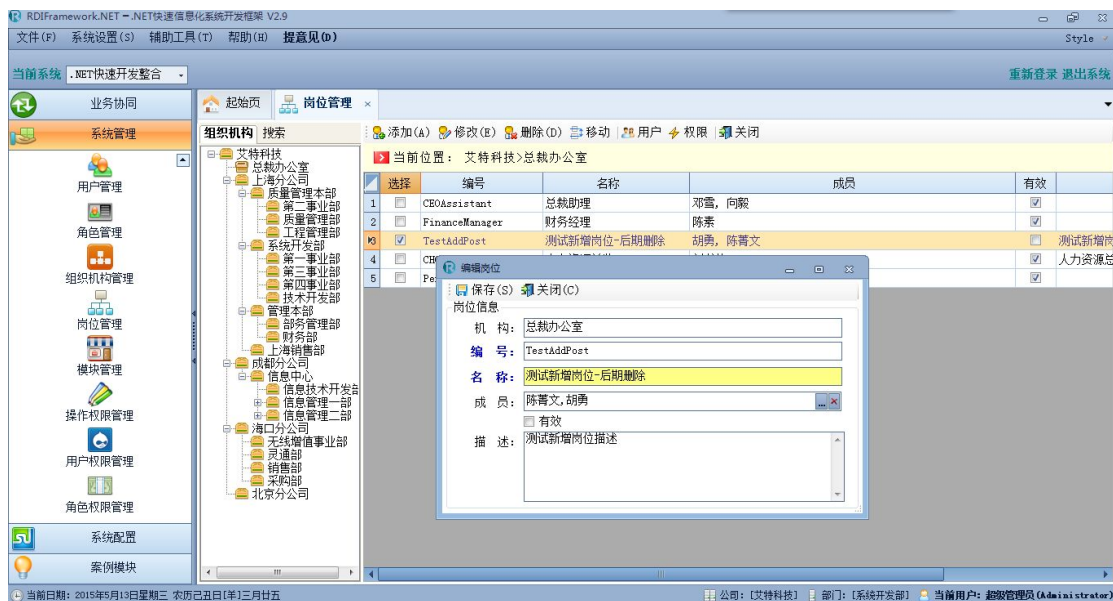 RDIFramework.NET - .NET快速信息化系统开发框架 V2.9
文件(F) 系统设置(S) 辅助工具(T) 帮助(H) 提意见(D) Style
当前系统 .NET快速开发整合 重新登录 退出系统
业务协同
系统管理
用户管理
角色管理
组织机构管理
岗位管理
模块管理
操作权限管理
用户权限管理
角色权限管理
系统配置
案例模块
起始页 岗位管理
组织机构 搜索
艾特科技
总裁办公室
上海分公司
质量管理本部
第二事业部
质量管理部
工程管理部
系统开发部
第一事业部
第三事业部
第四事业部
技术开发部
管理本部
部务管理部
财务部
上海销售部
成都分公司
信息中心
信息技术开发部
信息管理一部
信息管理二部
海口分公司
无线增值事业部
灵通部
销售部
采购部
北京分公司
添加(A) 修改(E) 删除(D) 移动 用户 权限 关闭
当前位置: 艾特科技>总裁办公室
选择 编号 名称 成员 有效
1 CEOAssistant 总裁助理 邓雪, 向毅
2 FinanceManager 财务经理 陈素
3 TestAddPost 测试新增岗位-后期删除 胡勇, 陈菁文 测试新增岗
4 人力资源总
5
编辑岗位
保存(S) 关闭(C)
岗位信息
机 构: 总裁办公室
编 号: TestAddPost
名 称: 测试新增岗位-后期删除
成 员: 陈菁文,胡勇
有效
描 述: 测试新增岗位描述
当前日期: 2015年5月13日星期三 农历己丑日[羊]三月廿五 公司: [艾特科技] 部门: [系统开发部] 当前用户: 超级管理员(Administrator)